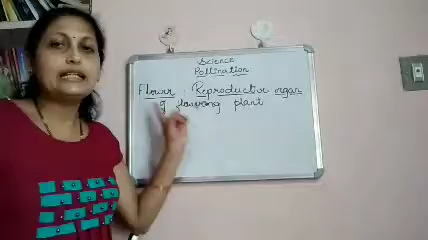 Science
Pollination
Flower : Reproductive organ
of flowering plant